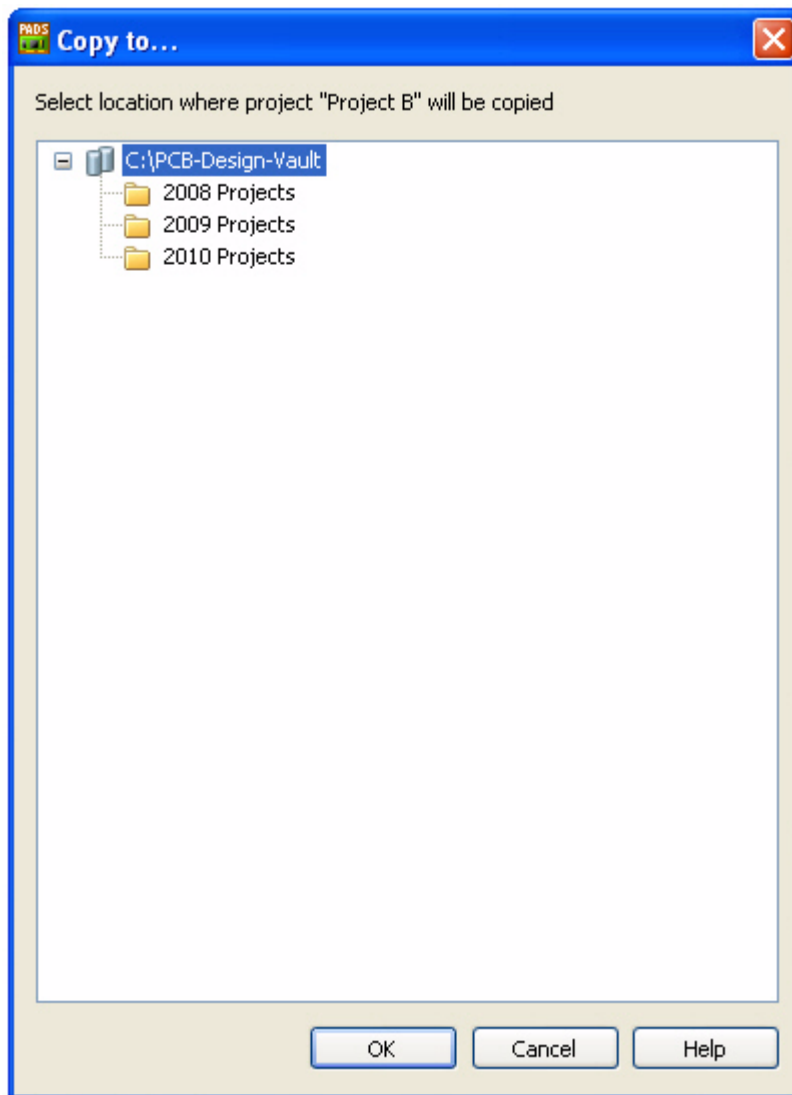 PADS
Copy to...
Select location where project "Project B" will be copied
C:\PCB-Design-Vault
2008 Projects
2009 Projects
2010 Projects
OK Cancel Help